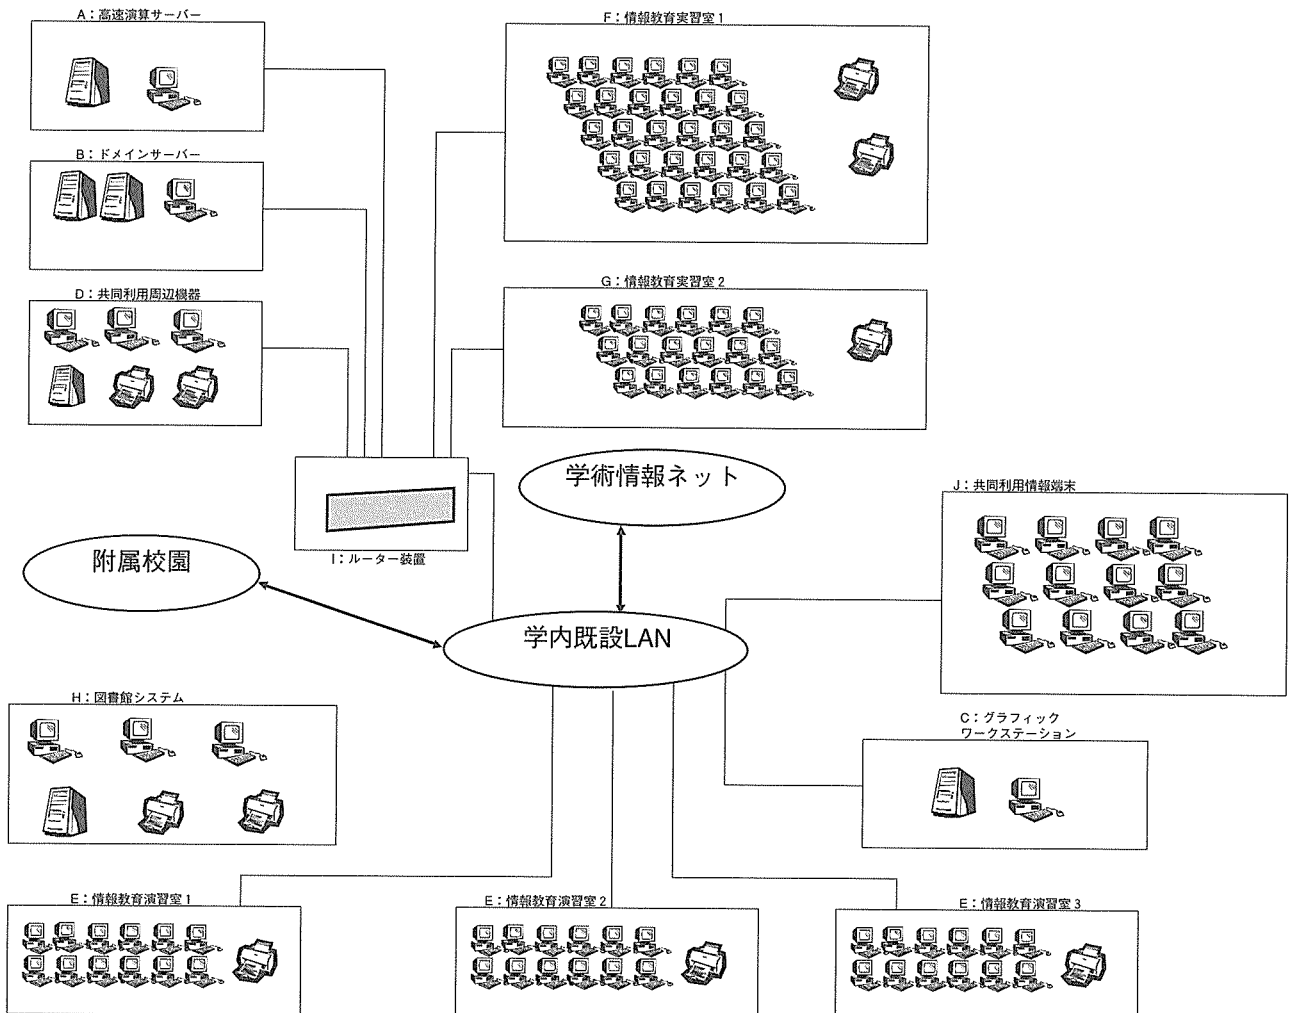 A:高速演算サーバー
F:情報教育実習室1
B:ドメインサーバー
D:共同利用周辺機器
G:情報教育実習室2
学術情報ネット
J:共同利用情報端末
附属校園
I:ルーター装置
学内既設LAN
H:図書館システム
C:グラフィック
ワークステーション
E:情報教育演習室1
E:情報教育演習室2
E:情報教育演習室3